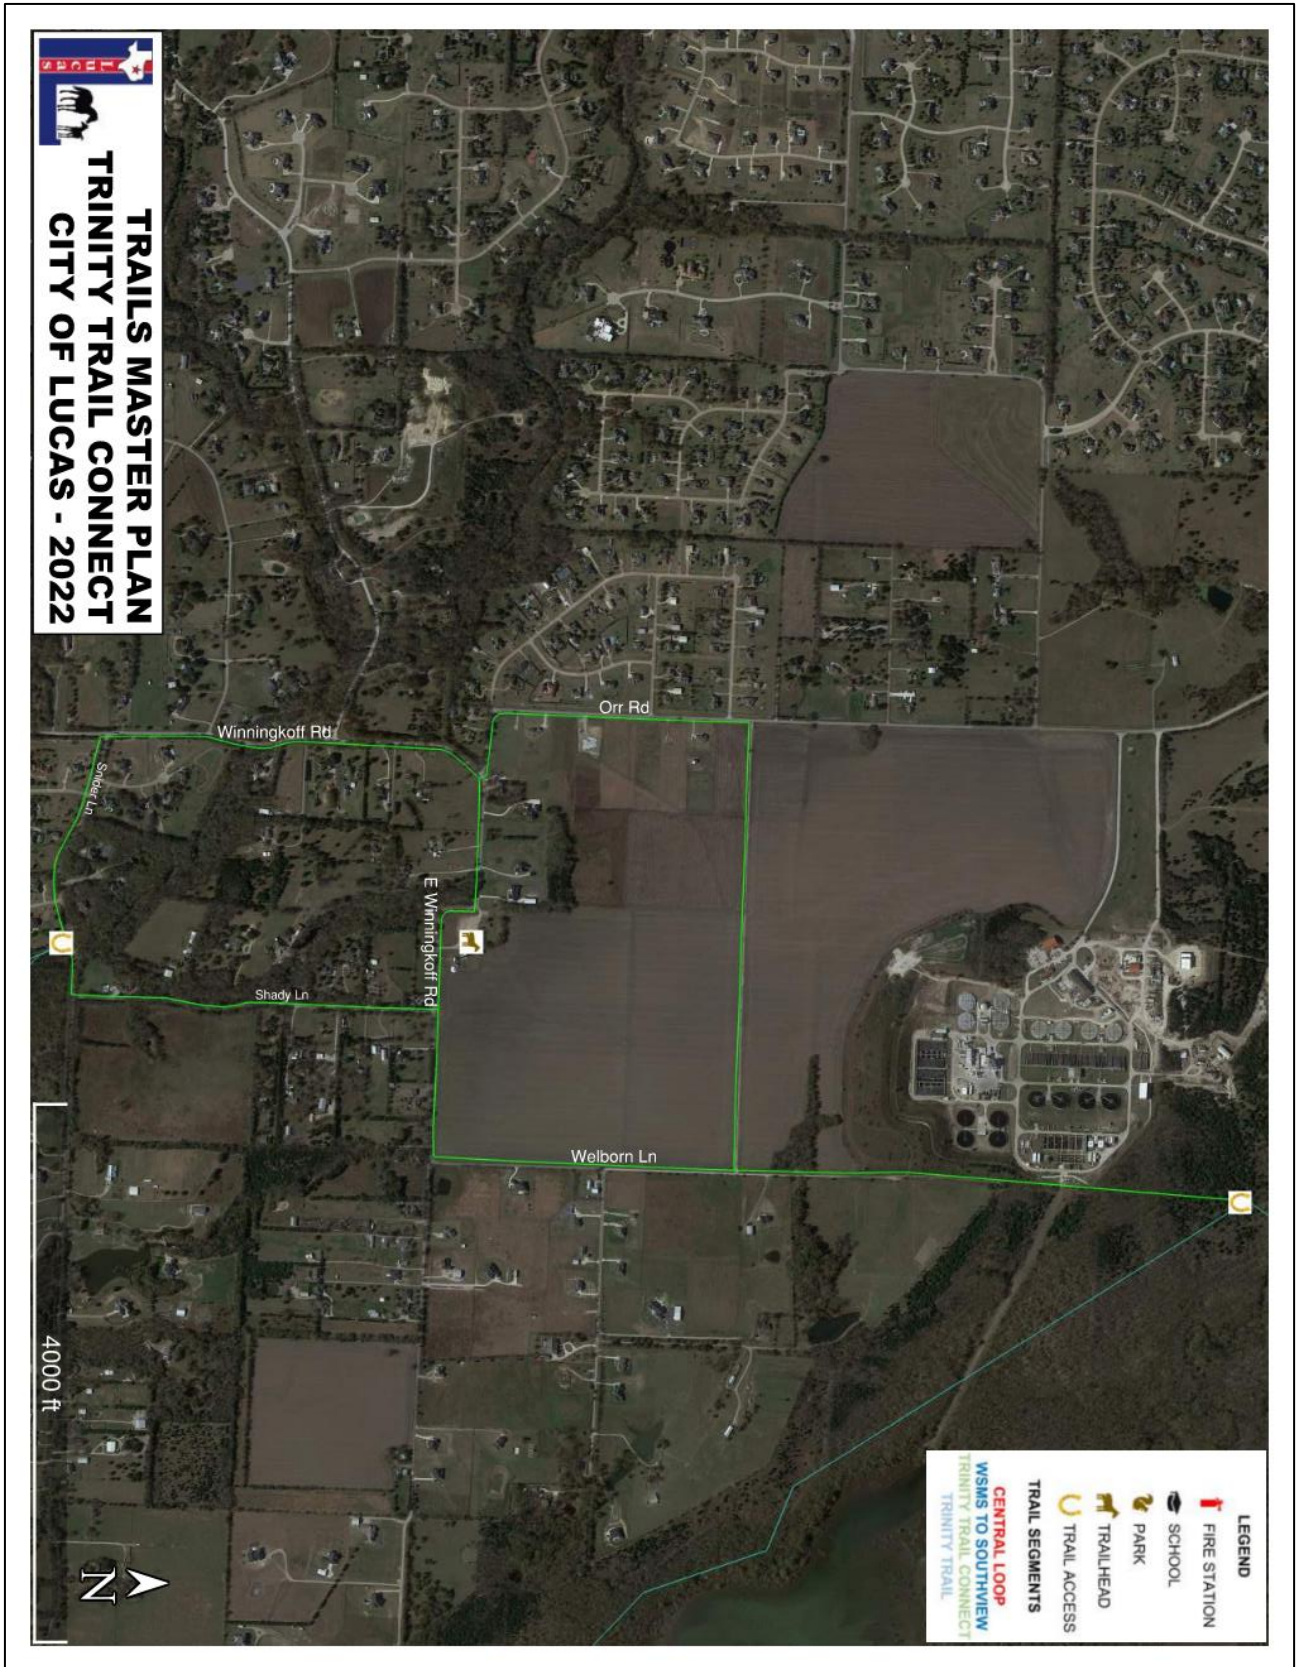 Lucas
TRAILS MASTER PLAN
TRINITY TRAIL CONNECT
CITY OF LUCAS - 2022
Orr Rd
Winningkoff Rd
Snider Ln
E Winningkoff Rd
Shady Ln
Welborn Ln
4000 ft
N
LEGEND
FIRE STATION
SCHOOL
PARK
TRAILHEAD
TRAIL ACCESS
TRAIL SEGMENTS
CENTRAL LOOP
WSMS TO SOUTHVIEW
TRINITY TRAIL CONNECT
TRINITY TRAIL